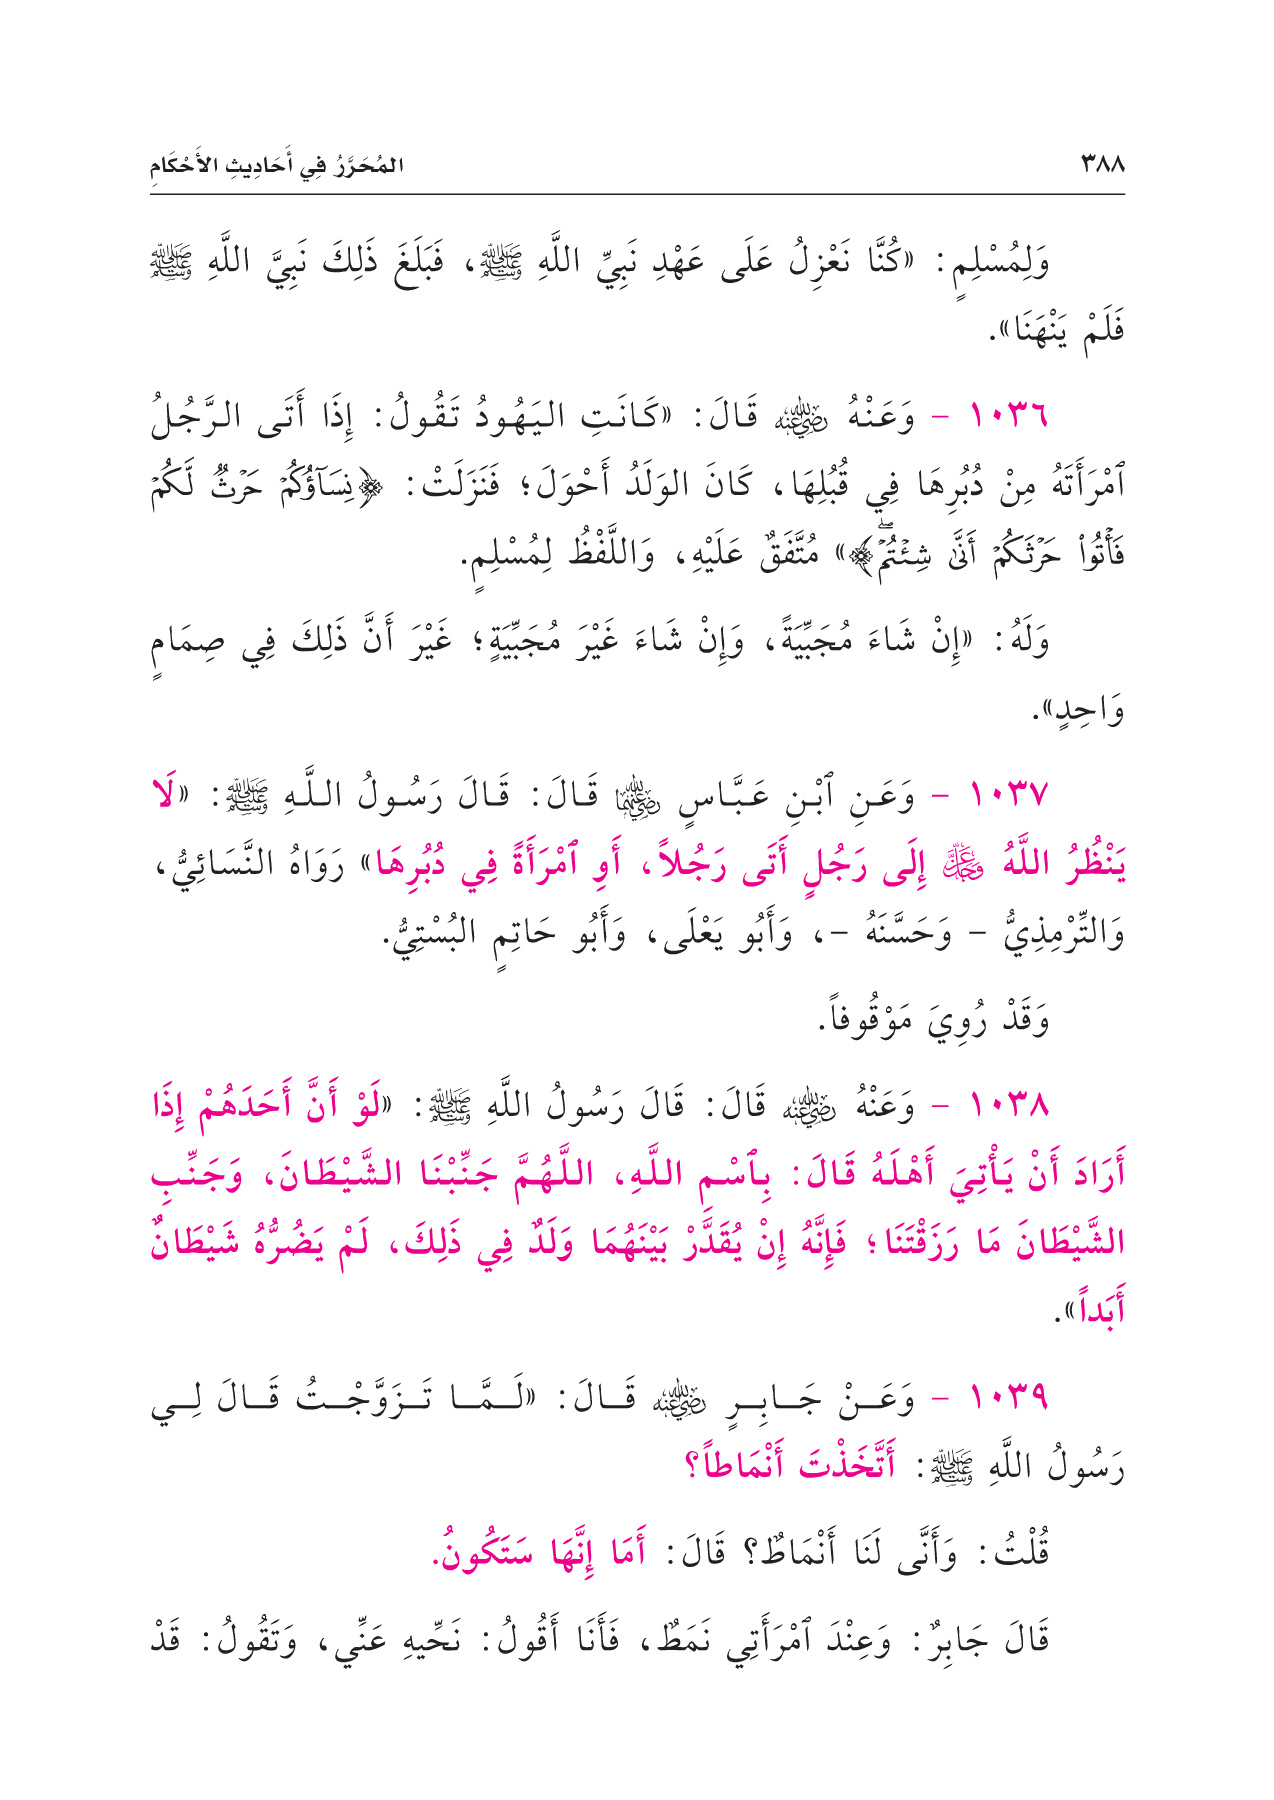 ٣٨٨ المُحَرَّرُ فِي أَحَادِيثِ الأَحْكَامِ
وَلِمُسْلِمٍ: «كُنَّا نَعْزِلُ عَلَى عَهْدِ نَبِيِّ اللَّهِ ﷺ، فَبَلَغَ ذَلِكَ نَبِيَّ اللَّهِ ﷺ
فَلَمْ يَنْهَنَا».
١٠٣٦ - وَعَنْهُ رضي الله عنه قَالَ: «كَانَتِ اليَهُودُ تَقُولُ: إِذَا أَتَى الرَّجُلُ
ٱمْرَأَتَهُ مِنْ دُبُرِهَا فِي قُبُلِهَا، كَانَ الوَلَدُ أَحْوَلَ؛ فَنَزَلَتْ: ﴿نِسَآؤُكُمۡ حَرۡثٞ لَّكُمۡ
فَأۡتُواْ حَرۡثَكُمۡ أَنَّىٰ شِئۡتُمۡۖ﴾» مُتَّفَقٌ عَلَيْهِ، وَاللَّفْظُ لِمُسْلِمٍ.
وَلَهُ: «إِنْ شَاءَ مُجَبِّيَةً، وَإِنْ شَاءَ غَيْرَ مُجَبِّيَةٍ؛ غَيْرَ أَنَّ ذَلِكَ فِي صِمَامٍ
وَاحِدٍ».
١٠٣٧ - وَعَنِ ٱبْنِ عَبَّاسٍ رضي الله عنهما قَالَ: قَالَ رَسُولُ اللَّهِ ﷺ: «لَا
يَنْظُرُ اللَّهُ عز وجل إِلَى رَجُلٍ أَتَى رَجُلاً، أَوِ ٱمْرَأَةً فِي دُبُرِهَا» رَوَاهُ النَّسَائِيُّ،
وَالتِّرْمِذِيُّ - وَحَسَّنَهُ -، وَأَبُو يَعْلَى، وَأَبُو حَاتِمٍ البُسْتِيُّ.
وَقَدْ رُوِيَ مَوْقُوفاً.
١٠٣٨ - وَعَنْهُ رضي الله عنه قَالَ: قَالَ رَسُولُ اللَّهِ ﷺ: «لَوْ أَنَّ أَحَدَهُمْ إِذَا
أَرَادَ أَنْ يَأْتِيَ أَهْلَهُ قَالَ: بِٱسْمِ اللَّهِ، اللَّهُمَّ جَنِّبْنَا الشَّيْطَانَ، وَجَنِّبِ
الشَّيْطَانَ مَا رَزَقْتَنَا؛ فَإِنَّهُ إِنْ يُقَدَّرْ بَيْنَهُمَا وَلَدٌ فِي ذَلِكَ، لَمْ يَضُرَّهُ شَيْطَانٌ
أَبَداً».
١٠٣٩ - وَعَنْ جَابِرٍ رضي الله عنه قَالَ: «لَمَّا تَزَوَّجْتُ قَالَ لِي
رَسُولُ اللَّهِ ﷺ: أَتَّخَذْتَ أَنْمَاطاً؟
قُلْتُ: وَأَنَّى لَنَا أَنْمَاطٌ؟ قَالَ: أَمَا إِنَّهَا سَتَكُونُ.
قَالَ جَابِرٌ: وَعِنْدَ ٱمْرَأَتِي نَمَطٌ، فَأَنَا أَقُولُ: نَحِّيهِ عَنِّي، وَتَقُولُ: قَدْ